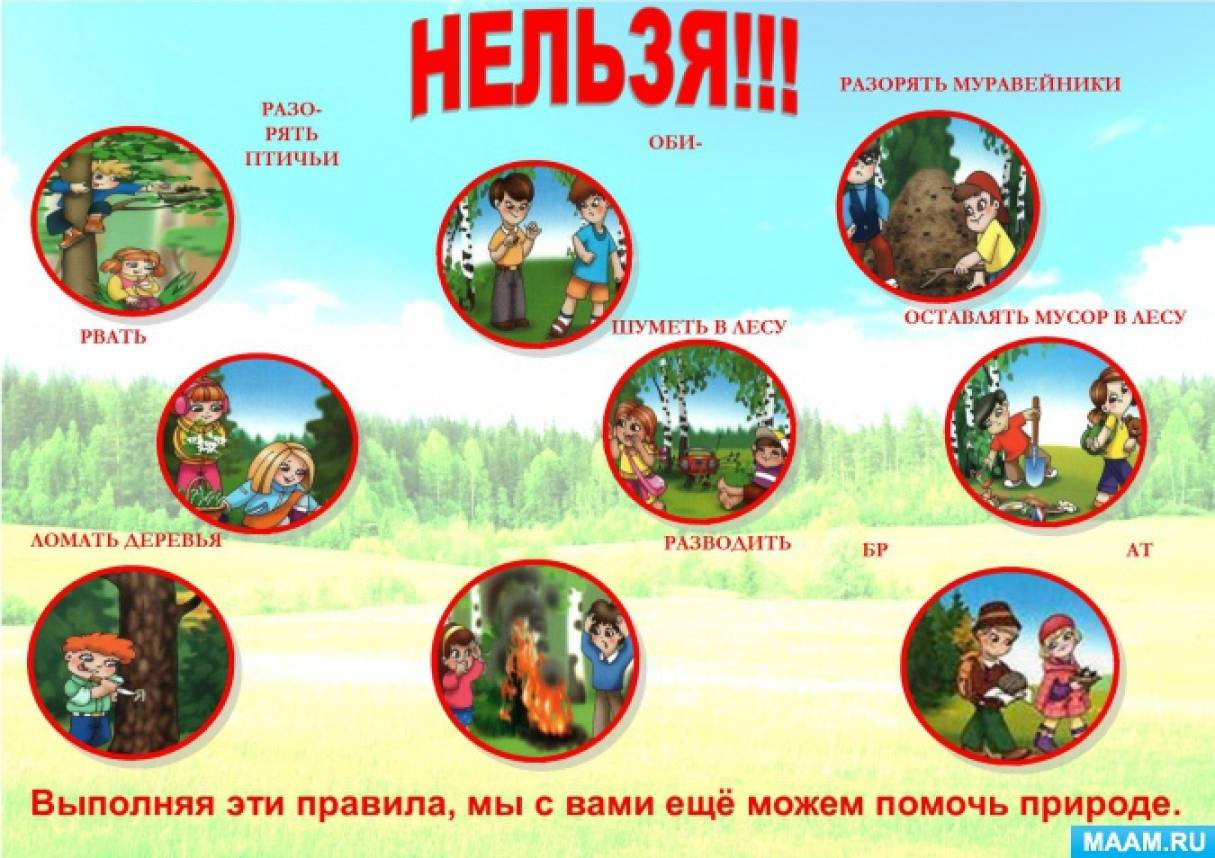 НЕЛЬЗЯ!!!
РАЗО-
РЯТЬ
ПТИЧЬИ
ОБИ-
РАЗОРЯТЬ МУРАВЕЙНИКИ
РВАТЬ
ШУМЕТЬ В ЛЕСУ
ОСТАВЛЯТЬ МУСОР В ЛЕСУ
ЛОМАТЬ ДЕРЕВЬЯ
РАЗВОДИТЬ
БР АТ
Выполняя эти правила, мы с вами ещё можем помочь природе.
MAAM.RU